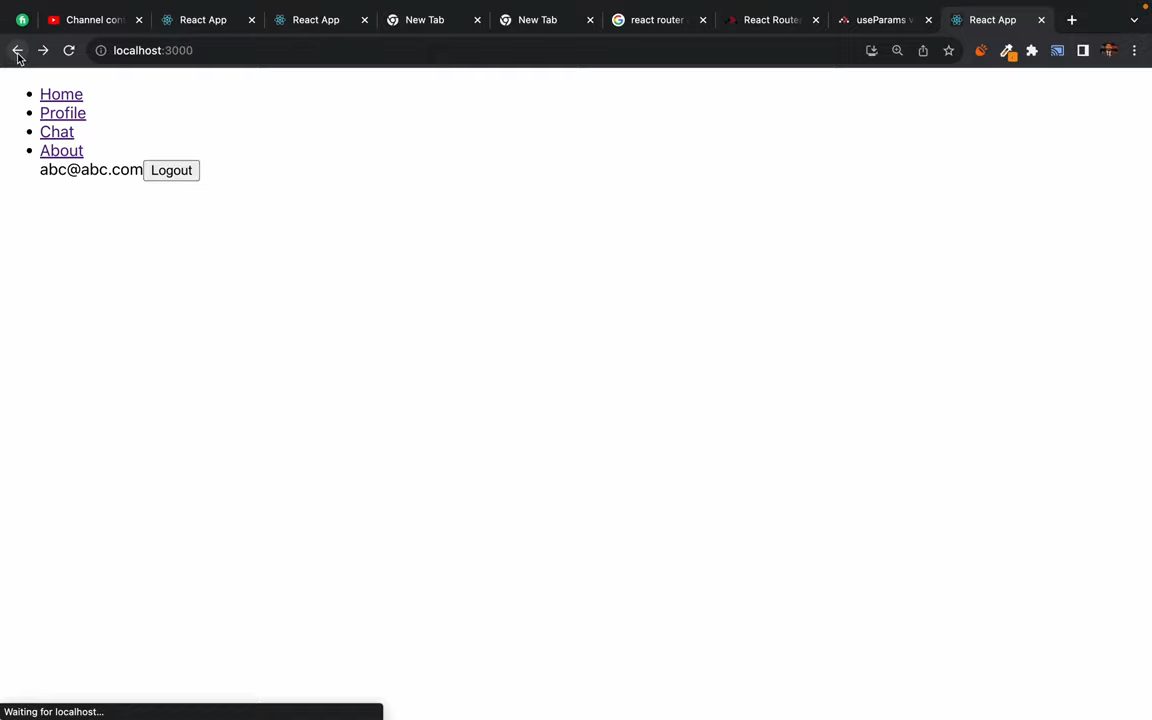 Channel cont
React App
React App
New Tab
New Tab
react router
React Router
useParams v
React App
localhost:3000
Home
Profile
Chat
About
abc@abc.com Logout
Waiting for localhost...